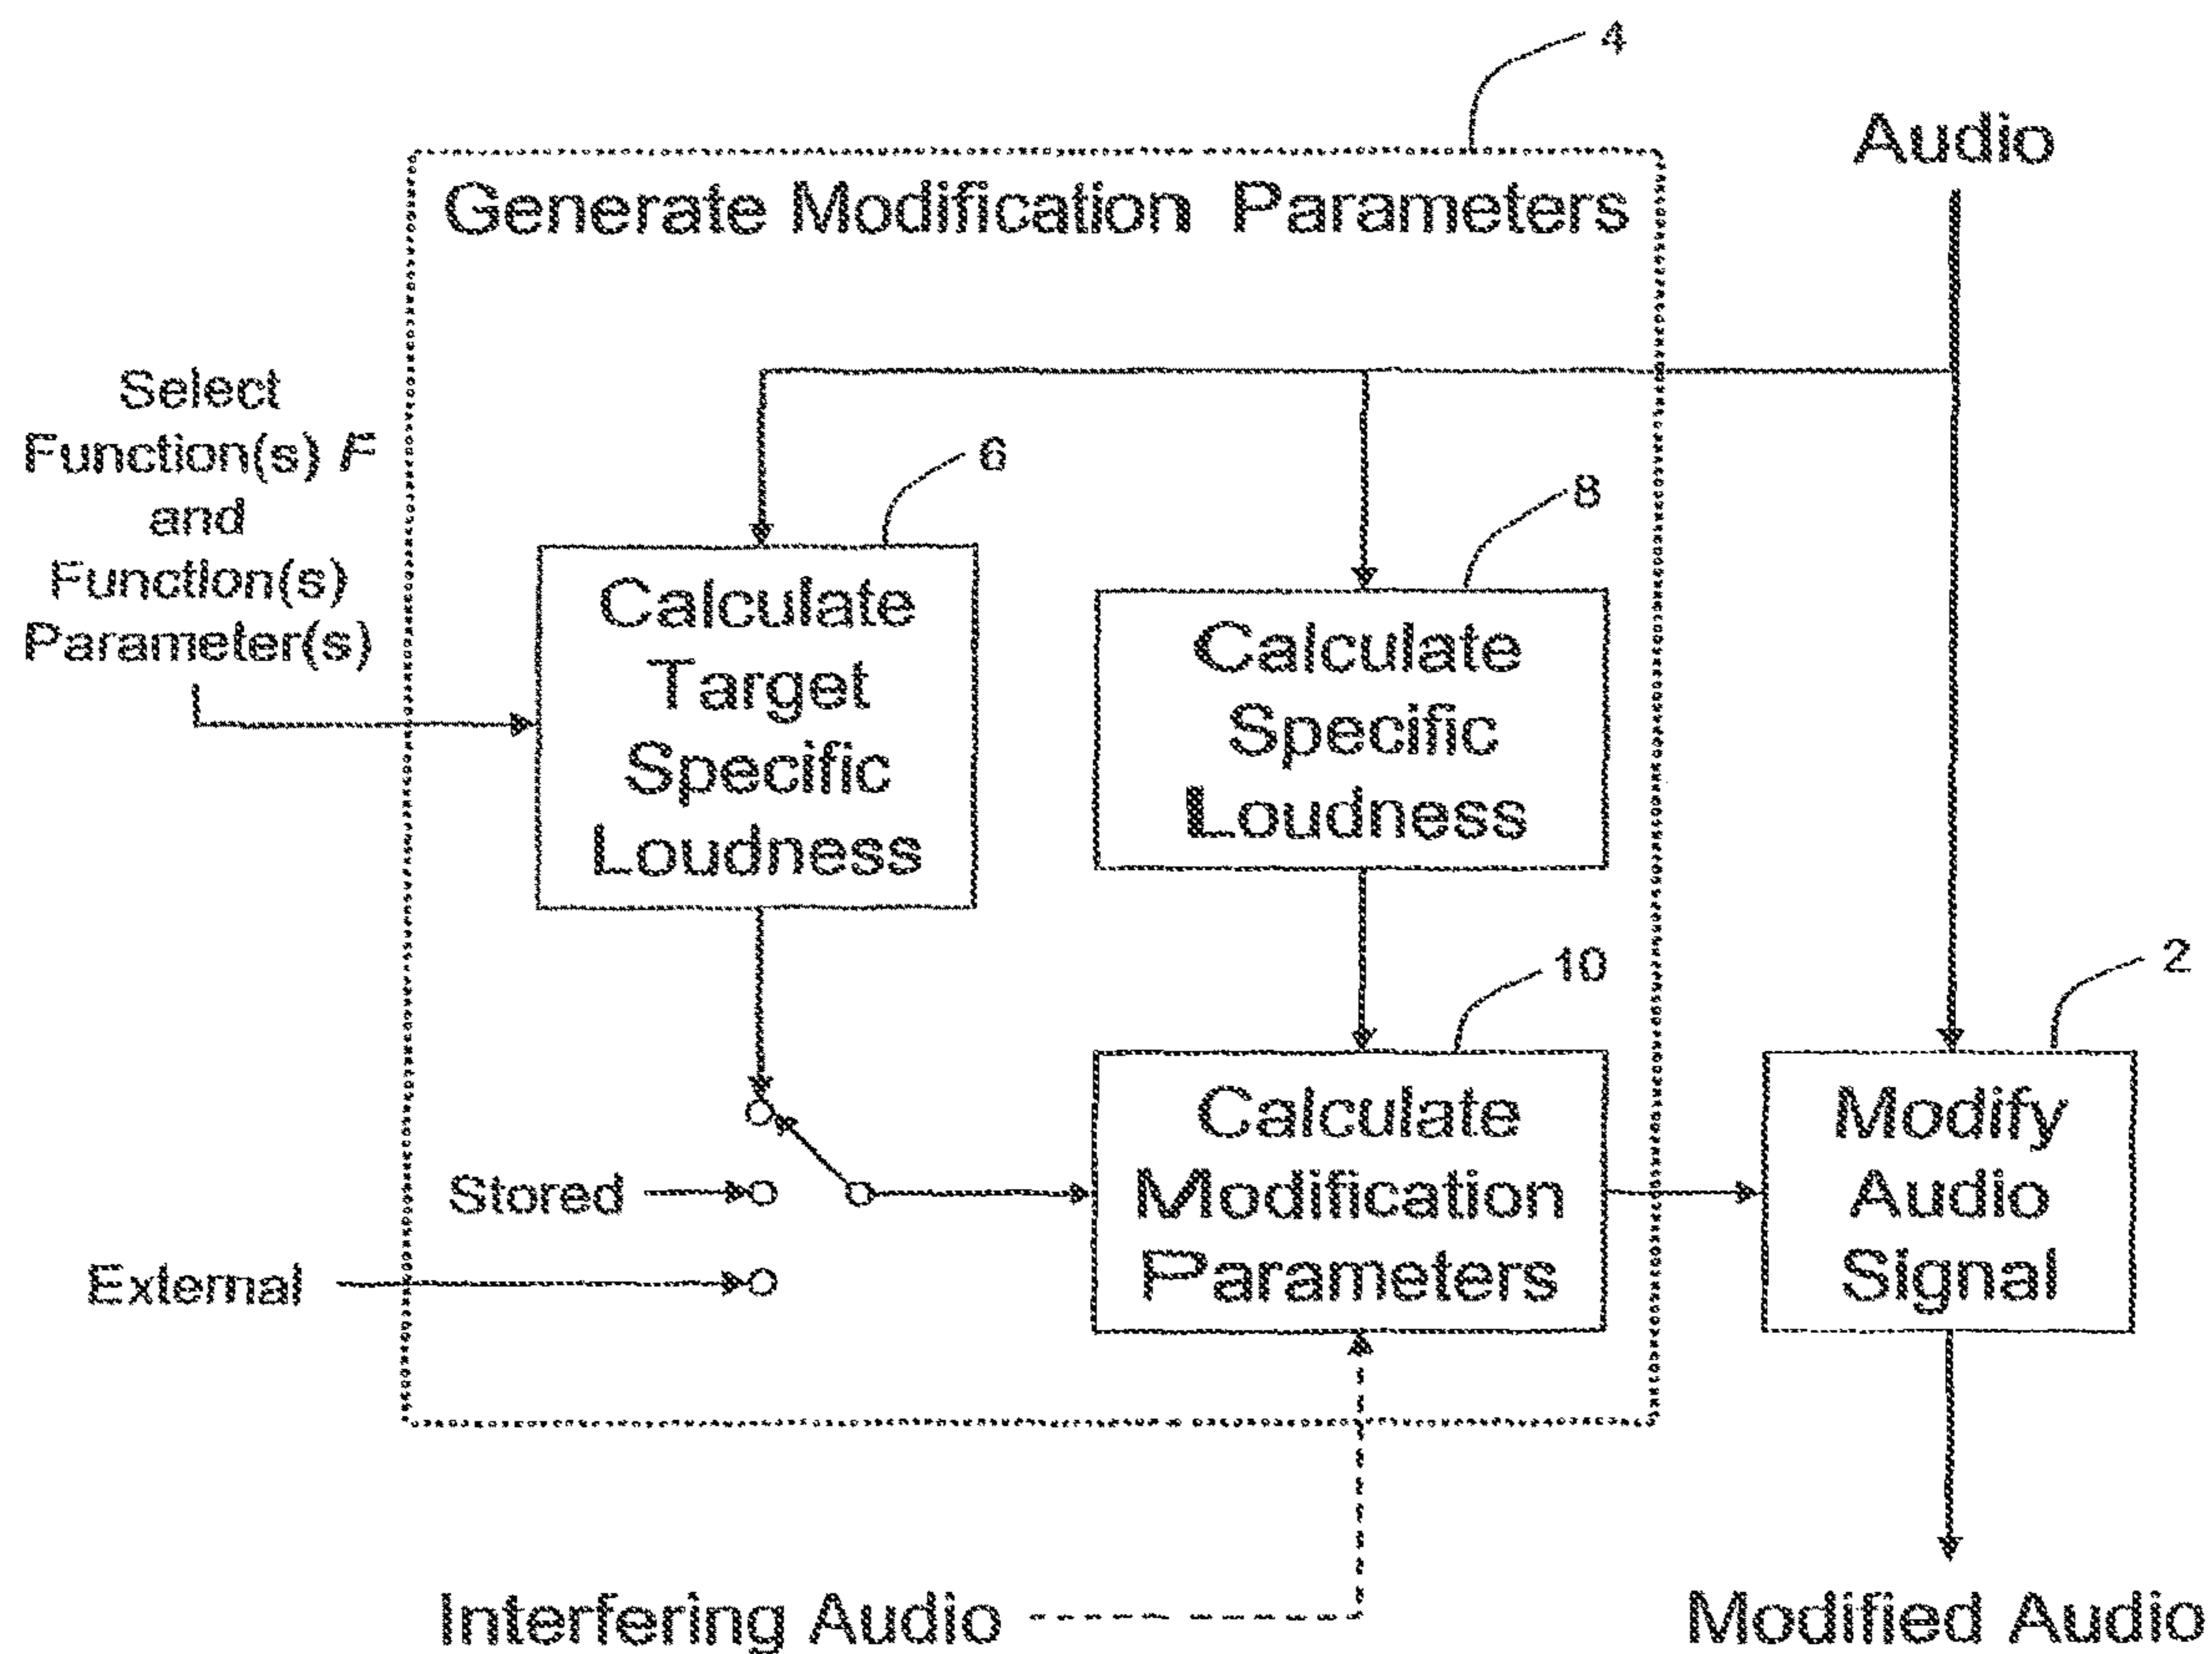 4
Audio
Generate Modification Parameters
Select
Function(s) F
and
Function(s)
Parameter(s)
6
8
Calculate
Target
Specific
Loudness
Calculate
Specific
Loudness
10
2
Calculate
Modification
Parameters
Modify
Audio
Signal
Stored
External
Interfering Audio
Modified Audio